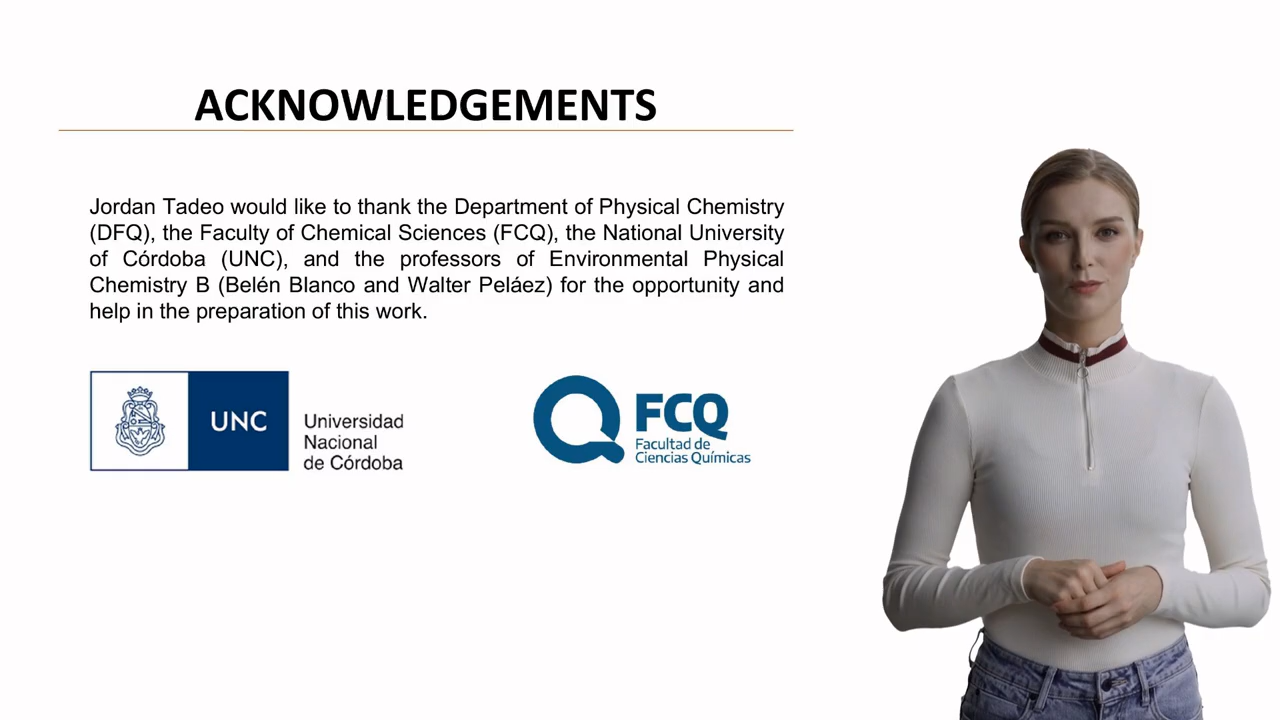 ACKNOWLEDGEMENTS
Jordan Tadeo would like to thank the Department of Physical Chemistry
(DFQ), the Faculty of Chemical Sciences (FCQ), the National University
of Córdoba (UNC), and the professors of Environmental Physical
Chemistry B (Belén Blanco and Walter Peláez) for the opportunity and
help in the preparation of this work.
UNC
Universidad
Nacional
de Córdoba
FCQ
Facultad de
Ciencias Químicas